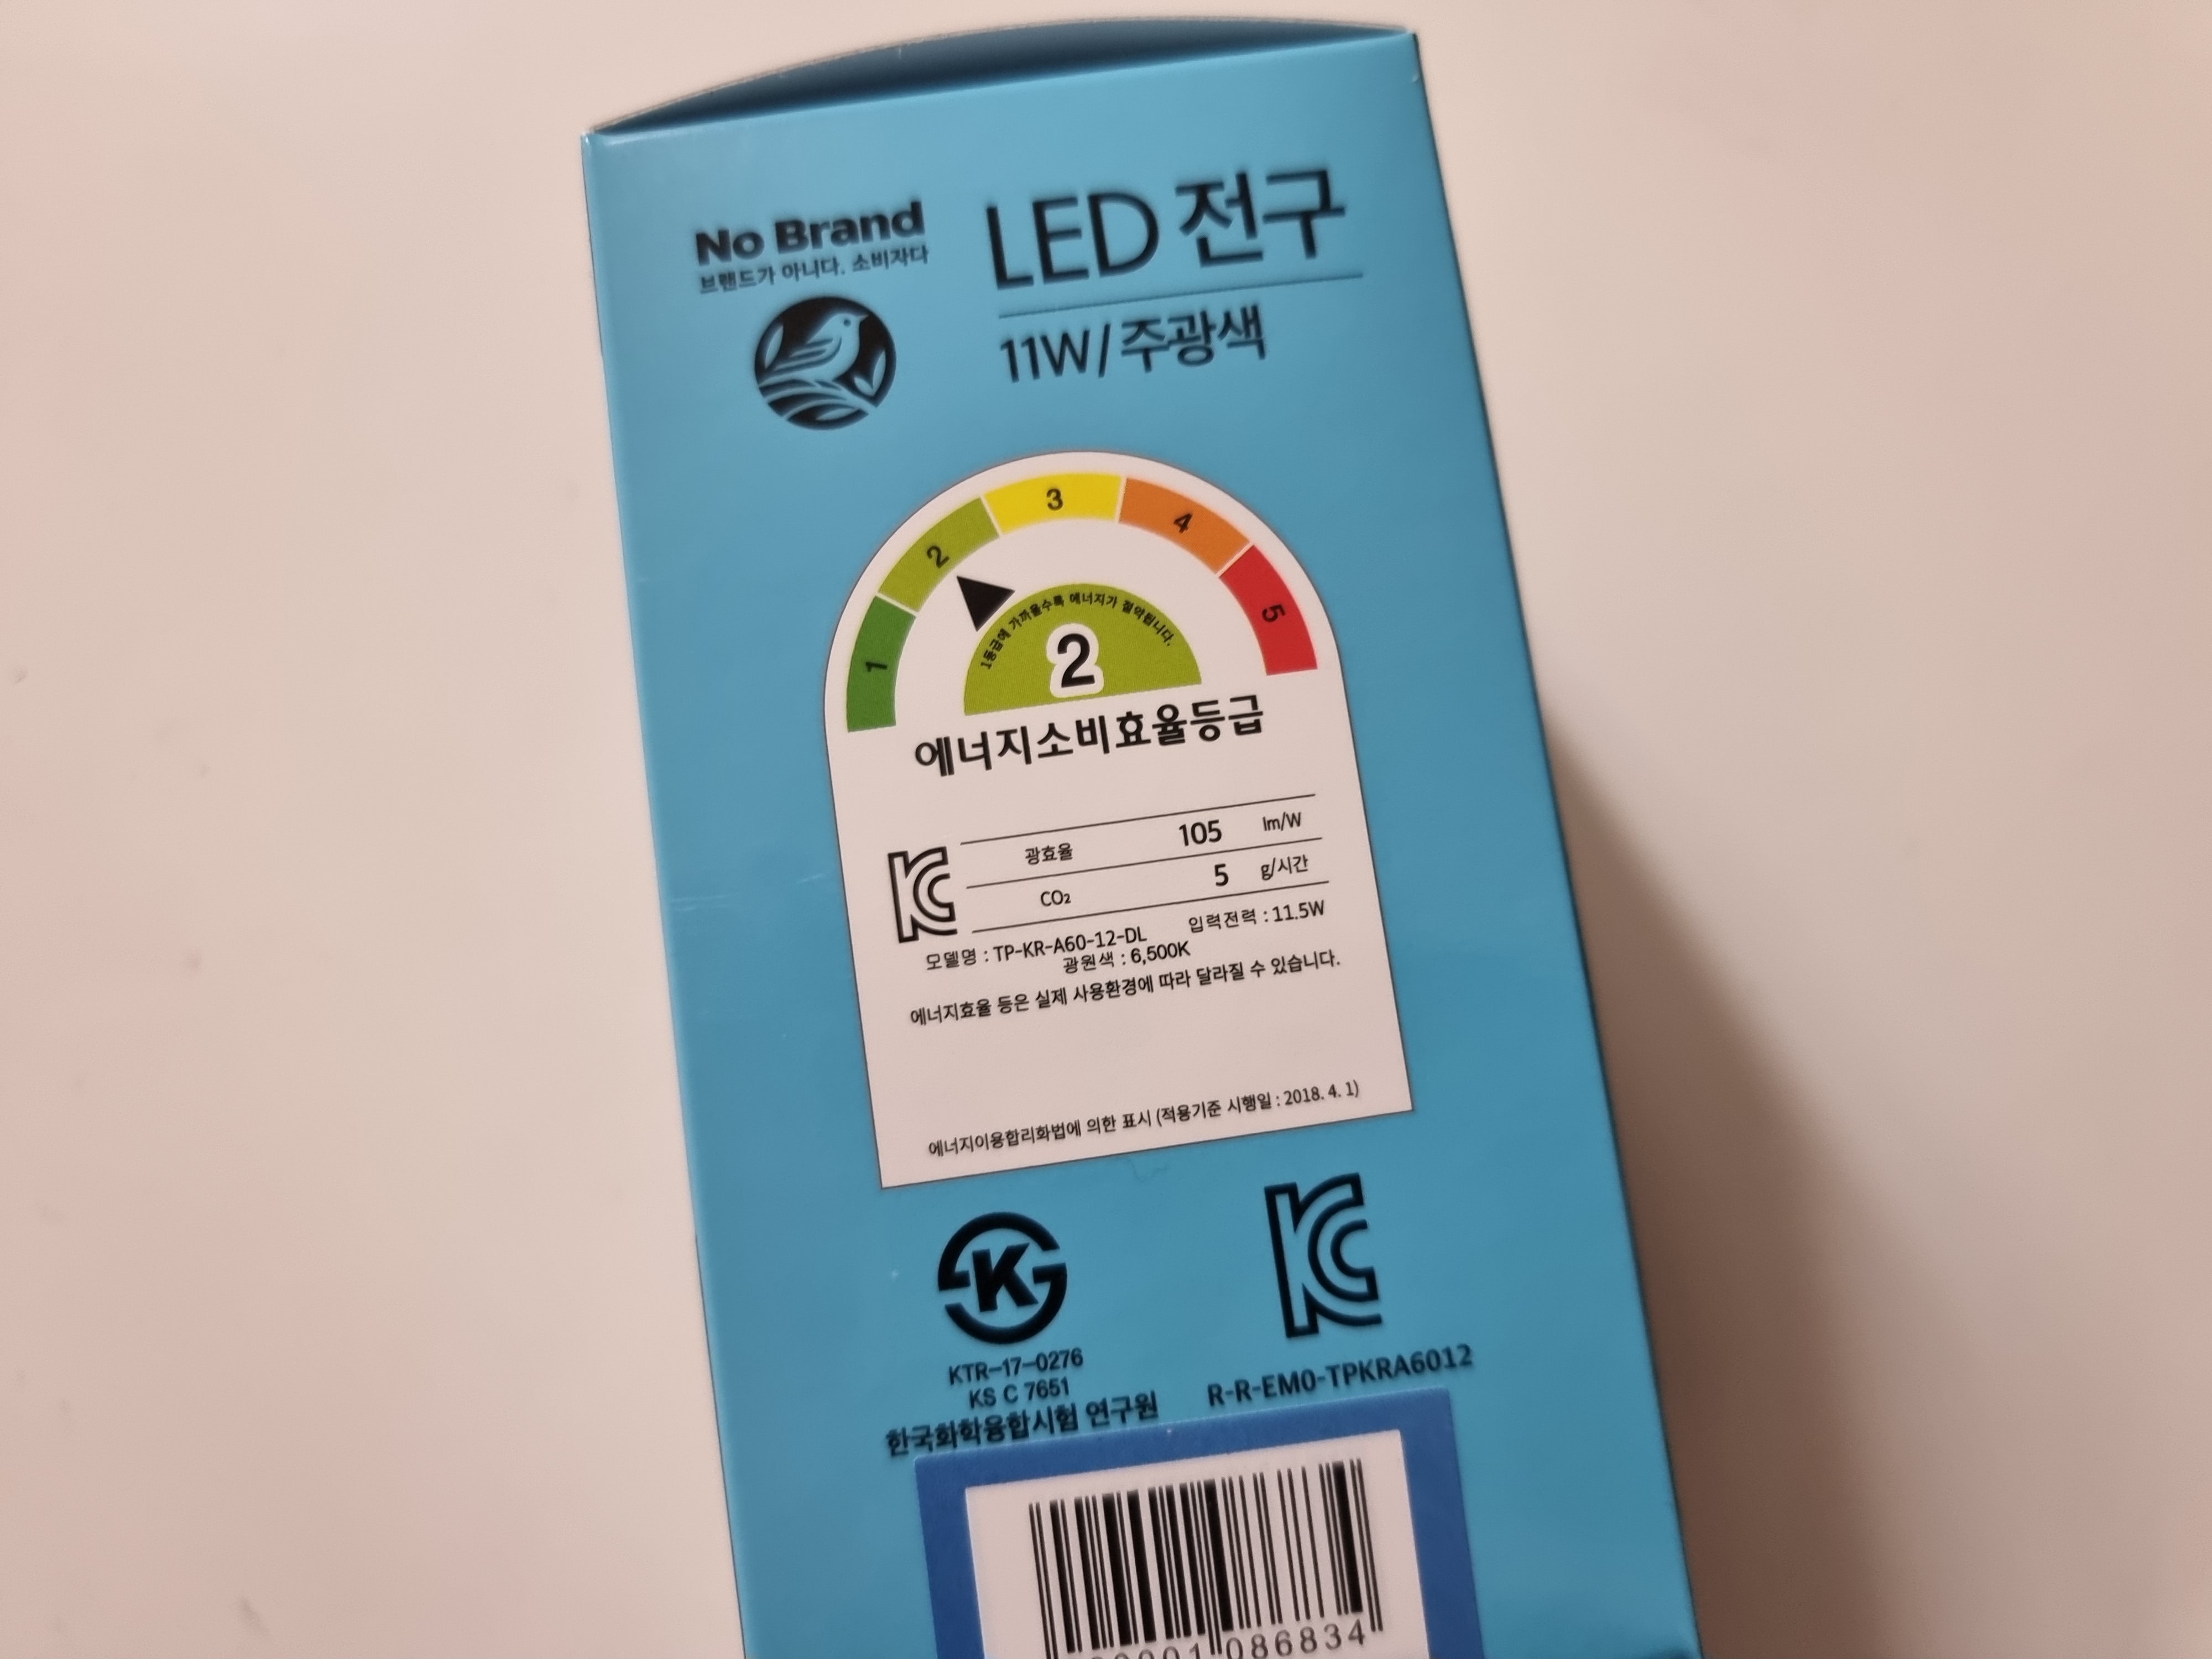 No Brand
브랜드가 아니다. 소비자다
LED 전구
11W/주광색
1
2
3
4
5
1등급에 가까울수록 에너지가 절약됩니다.
2
에너지소비효율등급
광효율 105 lm/W
CO₂ 5 g/시간
모델명 : TP-KR-A60-12-DL 입력전력 : 11.5W
광원색 : 6,500K
에너지효율 등은 실제 사용환경에 따라 달라질 수 있습니다.
에너지이용합리화법에 의한 표시 (적용기준 시행일 : 2018. 4. 1)
KTR-17-0276
KS C 7651
한국화학융합시험 연구원
R-R-EM0-TPKRA6012
086834